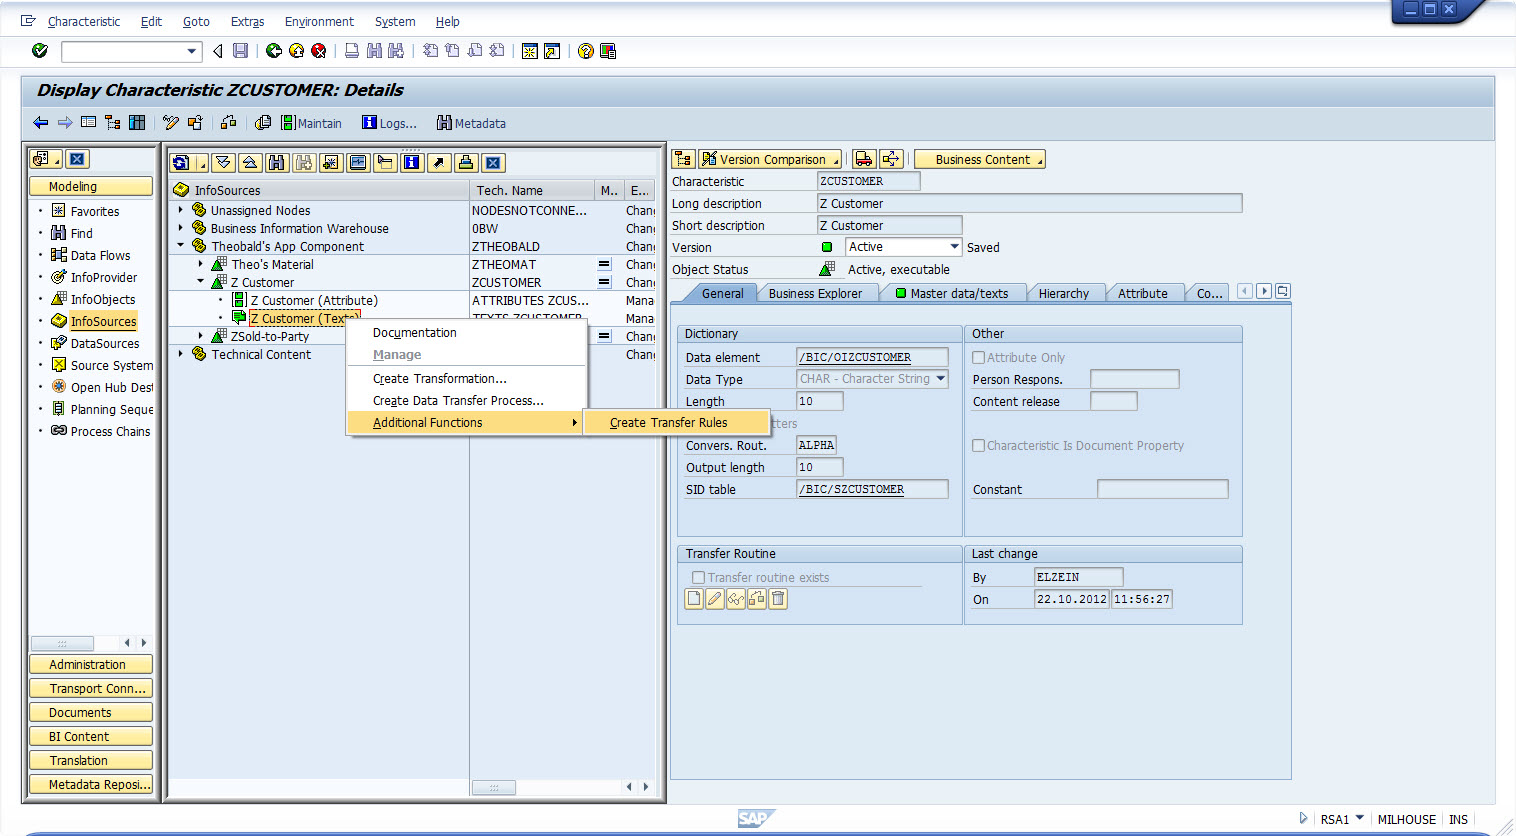 Characteristic Edit Goto Extras Environment System Help
Display Characteristic ZCUSTOMER: Details
Maintain Logs... Metadata
Version Comparison Business Content
Modeling
Favorites
Find
Data Flows
InfoProvider
InfoObjects
InfoSources
DataSources
Source System
Open Hub Dest
Planning Seque
Process Chains
Administration
Transport Conn...
Documents
BI Content
Translation
Metadata Reposi...
InfoSources Tech. Name M.. E...
Unassigned Nodes NODESNOTCONNE... Chang
Business Information Warehouse 0BW Chang
Theobald's App Component ZTHEOBALD Chang
Theo's Material ZTHEOMAT = Chang
Z Customer ZCUSTOMER = Chang
Z Customer (Attribute) ATTRIBUTES ZCUS... Mana
Z Customer (Texts) TEXTS ZCUSTOMER Mana
ZSold-to-Party = Chang
Technical Content Chang
Documentation
Manage
Create Transformation...
Create Data Transfer Process...
Additional Functions
Create Transfer Rules
Characteristic ZCUSTOMER
Long description Z Customer
Short description Z Customer
Version Active Saved
Object Status Active, executable
General Business Explorer Master data/texts Hierarchy Attribute Co...
Dictionary
Data element /BIC/OIZCUSTOMER
Data Type CHAR - Character String
Length 10
tters
Convers. Rout. ALPHA
Output length 10
SID table /BIC/SZCUSTOMER
Other
Attribute Only
Person Respons.
Content release
Characteristic Is Document Property
Constant
Transfer Routine
Transfer routine exists
Last change
By ELZEIN
On 22.10.2012 11:56:27
SAP
RSA1 MILHOUSE INS